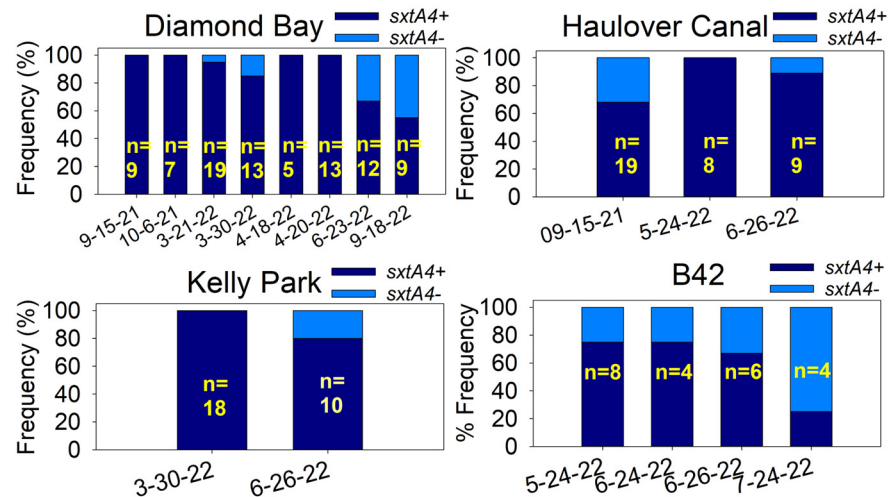 Diamond Bay
sxtA4+
sxtA4-
Frequency (%)
100
80
60
40
20
0
n=
9
n=
7
n=
19
n=
13
n=
5
n=
13
n=
12
n=
9
9-15-21
10-6-21
3-21-22
3-30-22
4-18-22
4-20-22
6-23-22
9-18-22
Haulover Canal
sxtA4+
sxtA4-
Frequency (%)
100
80
60
40
20
0
n=
19
n=
8
n=
9
09-15-21
5-24-22
6-26-22
Kelly Park
sxtA4+
sxtA4-
Frequency (%)
100
80
60
40
20
0
n=
18
n=
10
3-30-22
6-26-22
B42
sxtA4+
sxtA4-
% Frequency
100
80
60
40
20
0
n=8
n=4
n=6
n=4
5-24-22
6-24-22
6-26-22
7-24-22